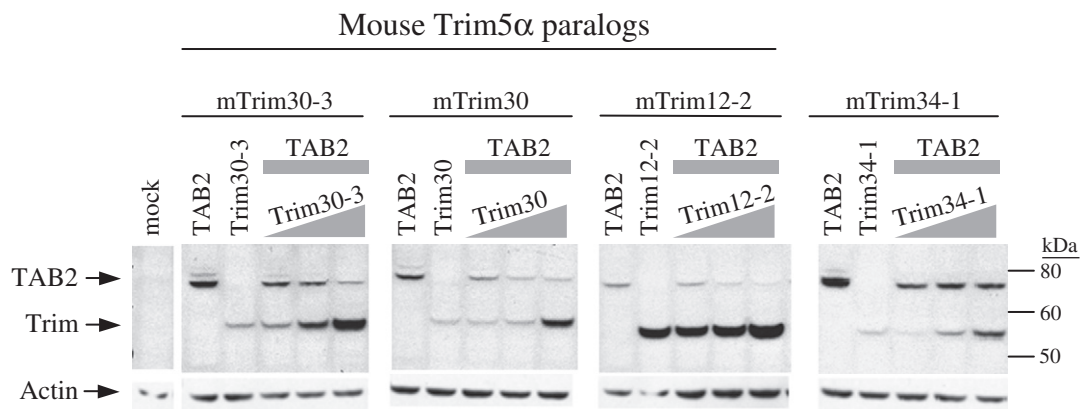 Mouse Trim5α paralogs
mTrim30-3
mTrim30
mTrim12-2
mTrim34-1
mock
TAB2
Trim30-3
TAB2
Trim30-3
TAB2
Trim30
TAB2
Trim30
TAB2
Trim12-2
TAB2
Trim12-2
TAB2
Trim34-1
TAB2
Trim34-1
kDa
TAB2
80
Trim
60
50
Actin